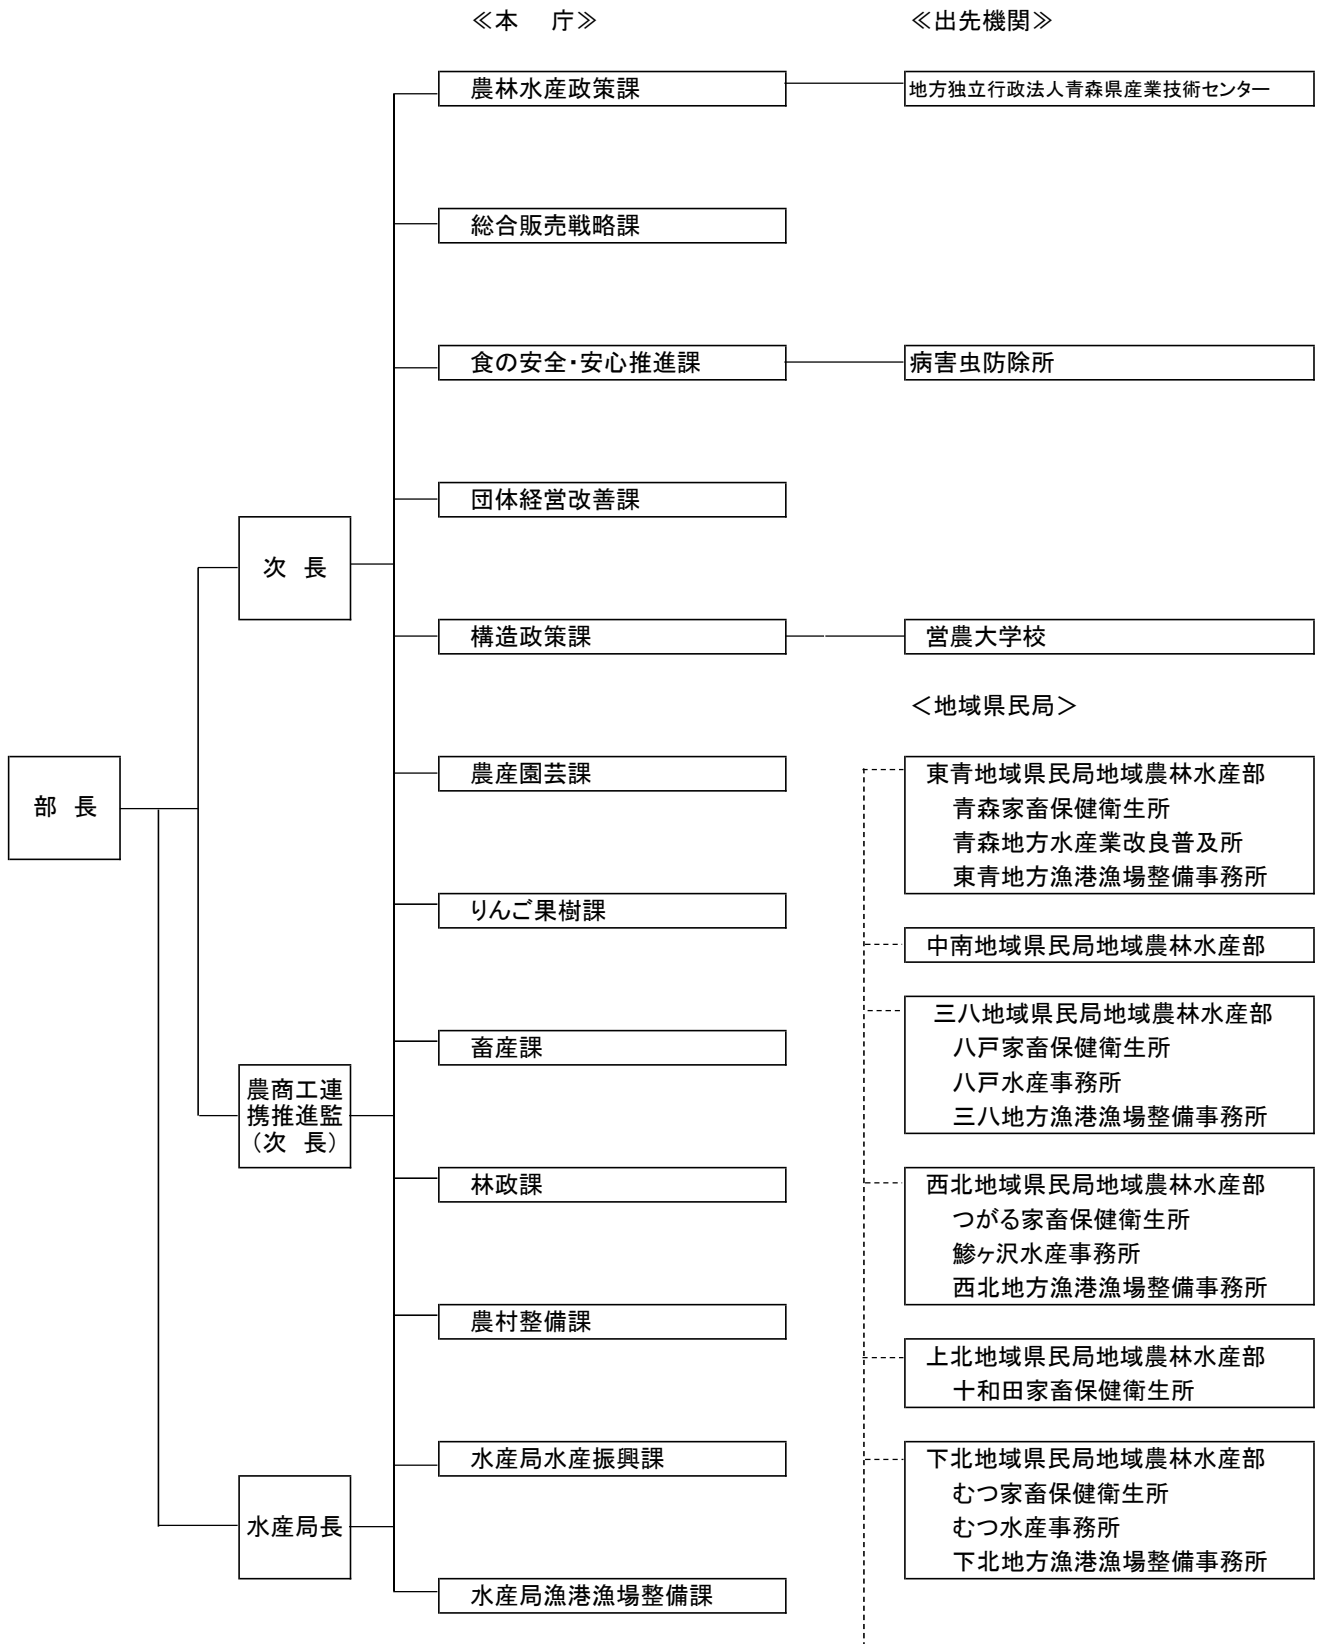 ≪本　庁≫
≪出先機関≫
農林水産政策課
地方独立行政法人青森県産業技術センター
総合販売戦略課
食の安全・安心推進課
病害虫防除所
団体経営改善課
次 長
構造政策課
営農大学校
＜地域県民局＞
部 長
農産園芸課
東青地域県民局地域農林水産部
青森家畜保健衛生所
青森地方水産業改良普及所
東青地方漁港漁場整備事務所
りんご果樹課
中南地域県民局地域農林水産部
三八地域県民局地域農林水産部
八戸家畜保健衛生所
八戸水産事務所
三八地方漁港漁場整備事務所
畜産課
農商工連
携推進監
（次 長）
林政課
西北地域県民局地域農林水産部
つがる家畜保健衛生所
鰺ヶ沢水産事務所
西北地方漁港漁場整備事務所
農村整備課
上北地域県民局地域農林水産部
十和田家畜保健衛生所
水産局水産振興課
下北地域県民局地域農林水産部
むつ家畜保健衛生所
むつ水産事務所
下北地方漁港漁場整備事務所
水産局長
水産局漁港漁場整備課